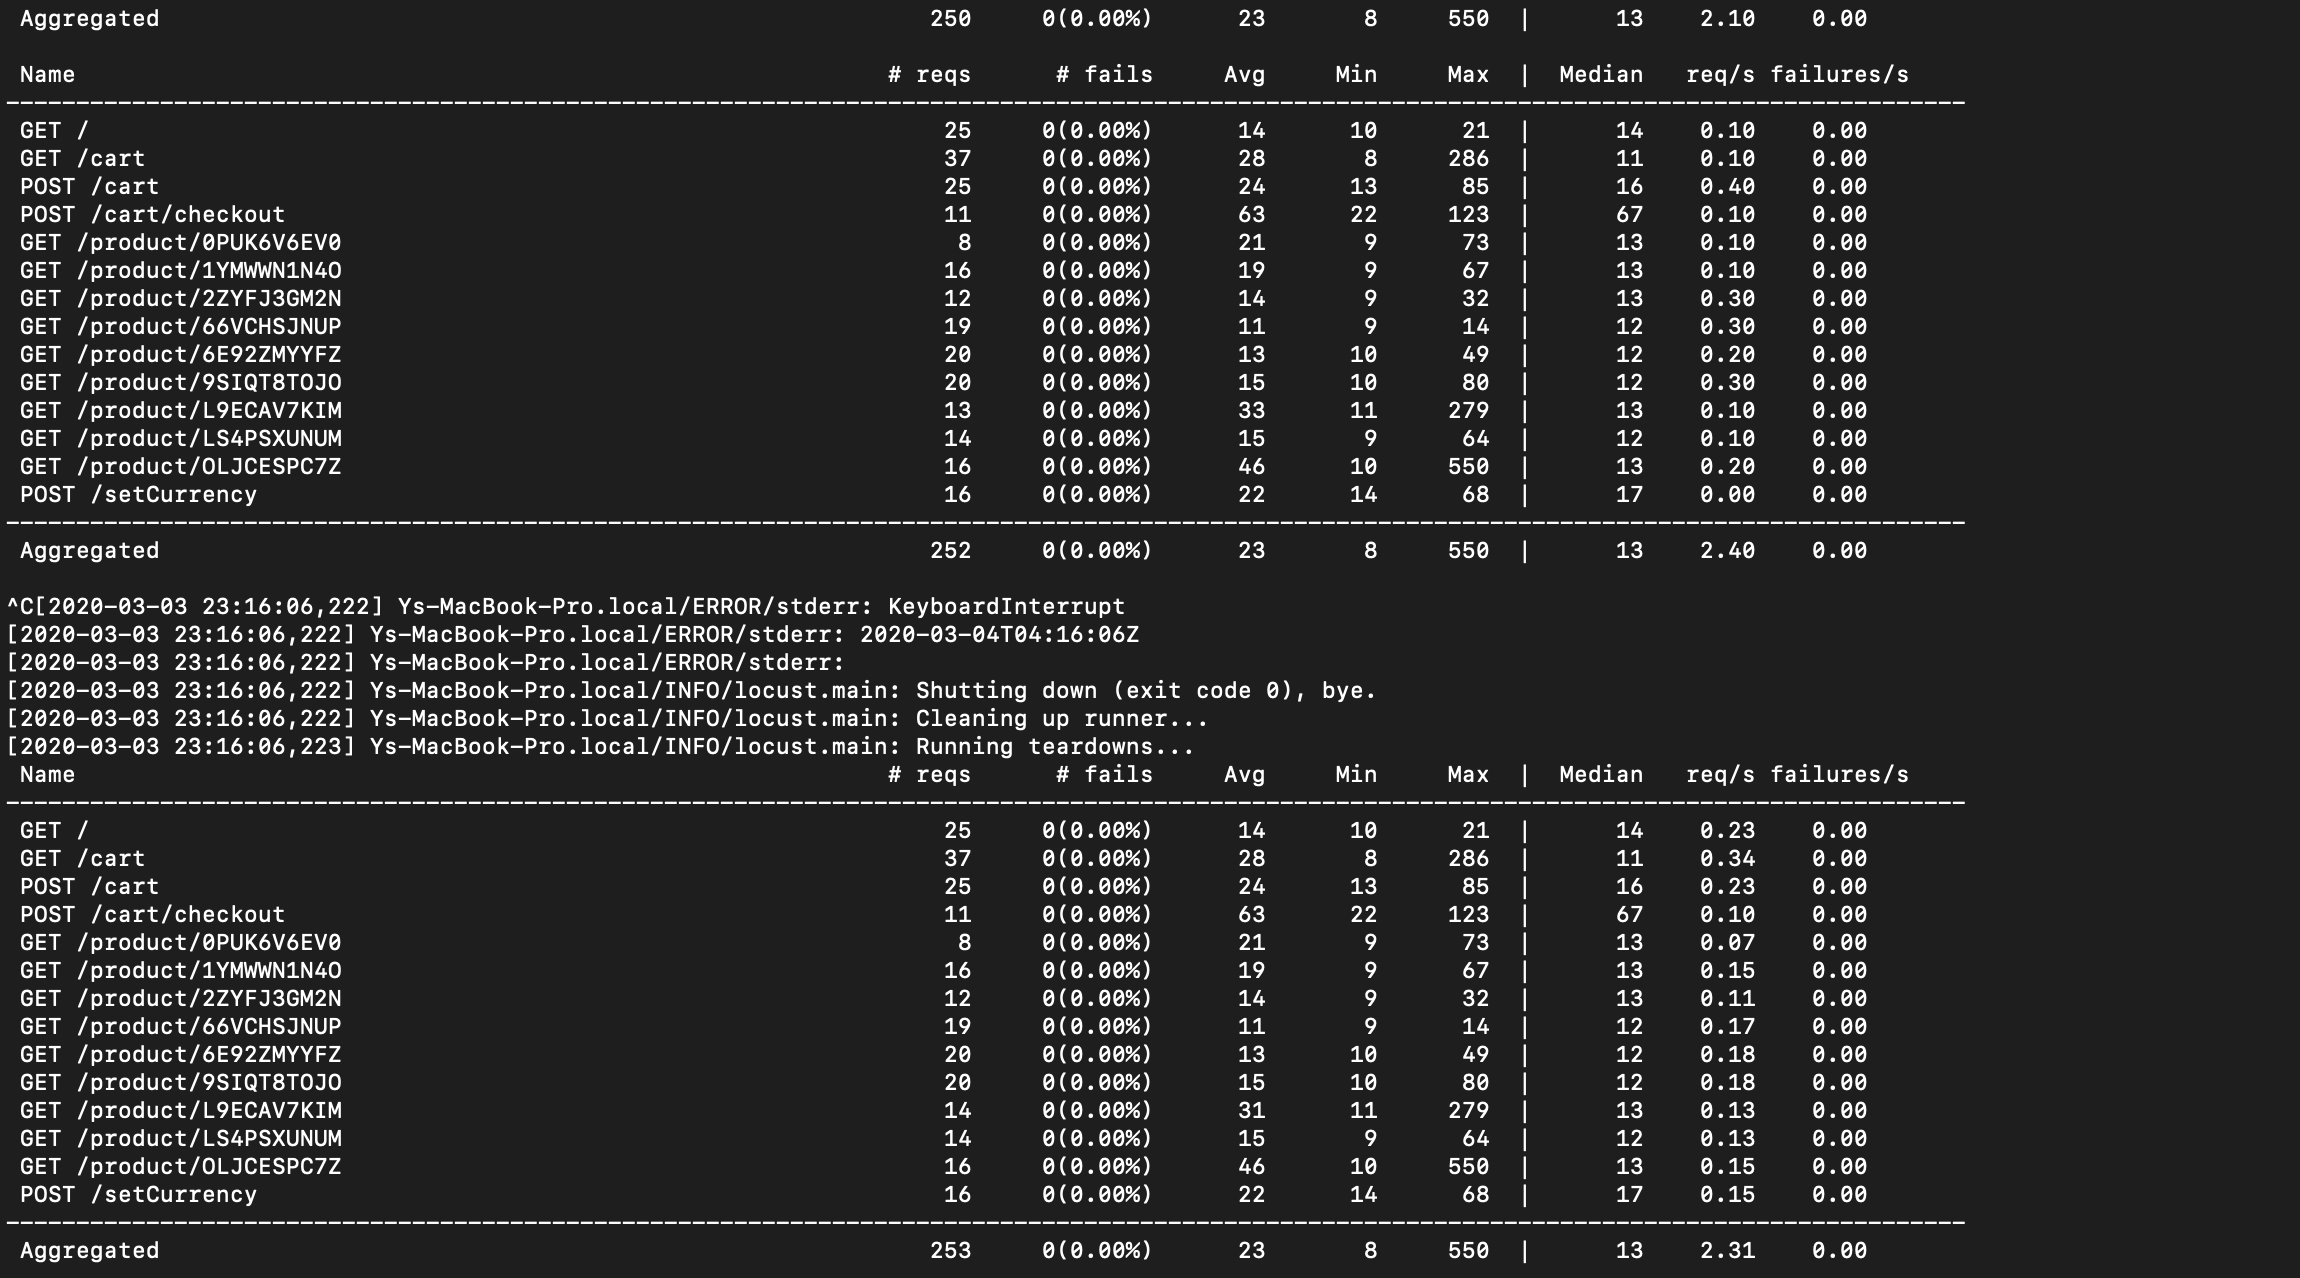 Aggregated 250 0(0.00%) 23 8 550 | 13 2.10 0.00
Name # reqs # fails Avg Min Max | Median req/s failures/s
GET / 25 0(0.00%) 14 10 21 | 14 0.10 0.00
GET /cart 37 0(0.00%) 28 8 286 | 11 0.10 0.00
POST /cart 25 0(0.00%) 24 13 85 | 16 0.40 0.00
POST /cart/checkout 11 0(0.00%) 63 22 123 | 67 0.10 0.00
GET /product/0PUK6V6EV0 8 0(0.00%) 21 9 73 | 13 0.10 0.00
GET /product/1YMWWN1N4O 16 0(0.00%) 19 9 67 | 13 0.10 0.00
GET /product/2ZYFJ3GM2N 12 0(0.00%) 14 9 32 | 13 0.30 0.00
GET /product/66VCHSJNUP 19 0(0.00%) 11 9 14 | 12 0.30 0.00
GET /product/6E92ZMYYFZ 20 0(0.00%) 13 10 49 | 12 0.20 0.00
GET /product/9SIQT8TOJO 20 0(0.00%) 15 10 80 | 12 0.30 0.00
GET /product/L9ECAV7KIM 13 0(0.00%) 33 11 279 | 13 0.10 0.00
GET /product/LS4PSXUNUM 14 0(0.00%) 15 9 64 | 12 0.10 0.00
GET /product/OLJCESPC7Z 16 0(0.00%) 46 10 550 | 13 0.20 0.00
POST /setCurrency 16 0(0.00%) 22 14 68 | 17 0.00 0.00
Aggregated 252 0(0.00%) 23 8 550 | 13 2.40 0.00
^C[2020-03-03 23:16:06,222] Ys-MacBook-Pro.local/ERROR/stderr: KeyboardInterrupt
[2020-03-03 23:16:06,222] Ys-MacBook-Pro.local/ERROR/stderr: 2020-03-04T04:16:06Z
[2020-03-03 23:16:06,222] Ys-MacBook-Pro.local/ERROR/stderr:
[2020-03-03 23:16:06,222] Ys-MacBook-Pro.local/INFO/locust.main: Shutting down (exit code 0), bye.
[2020-03-03 23:16:06,222] Ys-MacBook-Pro.local/INFO/locust.main: Cleaning up runner...
[2020-03-03 23:16:06,223] Ys-MacBook-Pro.local/INFO/locust.main: Running teardowns...
Name # reqs # fails Avg Min Max | Median req/s failures/s
GET / 25 0(0.00%) 14 10 21 | 14 0.23 0.00
GET /cart 37 0(0.00%) 28 8 286 | 11 0.34 0.00
POST /cart 25 0(0.00%) 24 13 85 | 16 0.23 0.00
POST /cart/checkout 11 0(0.00%) 63 22 123 | 67 0.10 0.00
GET /product/0PUK6V6EV0 8 0(0.00%) 21 9 73 | 13 0.07 0.00
GET /product/1YMWWN1N4O 16 0(0.00%) 19 9 67 | 13 0.15 0.00
GET /product/2ZYFJ3GM2N 12 0(0.00%) 14 9 32 | 13 0.11 0.00
GET /product/66VCHSJNUP 19 0(0.00%) 11 9 14 | 12 0.17 0.00
GET /product/6E92ZMYYFZ 20 0(0.00%) 13 10 49 | 12 0.18 0.00
GET /product/9SIQT8TOJO 20 0(0.00%) 15 10 80 | 12 0.18 0.00
GET /product/L9ECAV7KIM 14 0(0.00%) 31 11 279 | 13 0.13 0.00
GET /product/LS4PSXUNUM 14 0(0.00%) 15 9 64 | 12 0.13 0.00
GET /product/OLJCESPC7Z 16 0(0.00%) 46 10 550 | 13 0.15 0.00
POST /setCurrency 16 0(0.00%) 22 14 68 | 17 0.15 0.00
Aggregated 253 0(0.00%) 23 8 550 | 13 2.31 0.00